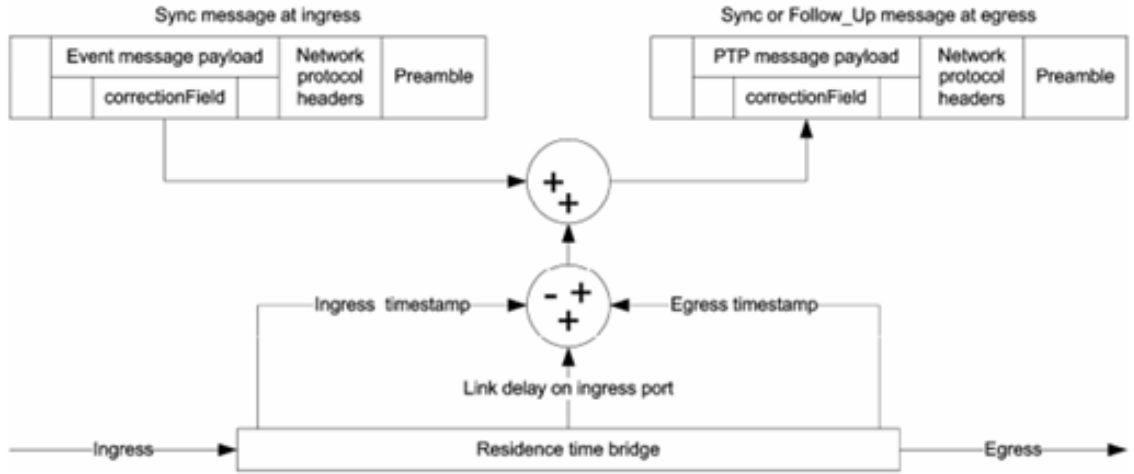 Sync message at ingress
Sync or Follow_Up message at egress
Event message payload
correctionField
Network
protocol
headers
Preamble
PTP message payload
correctionField
Network
protocol
headers
Preamble
+
+
Ingress timestamp
- +
+
Egress timestamp
Link delay on ingress port
Ingress
Residence time bridge
Egress